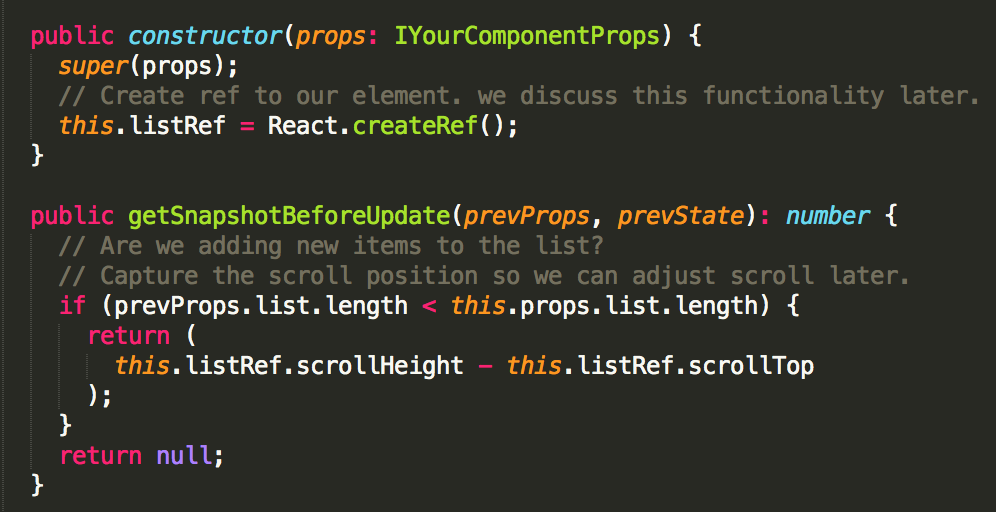 public constructor(props: IYourComponentProps) {
super(props);
// Create ref to our element. we discuss this functionality later.
this.listRef = React.createRef();
}
public getSnapshotBeforeUpdate(prevProps, prevState): number {
// Are we adding new items to the list?
// Capture the scroll position so we can adjust scroll later.
if (prevProps.list.length < this.props.list.length) {
return (
this.listRef.scrollHeight - this.listRef.scrollTop
);
}
return null;
}